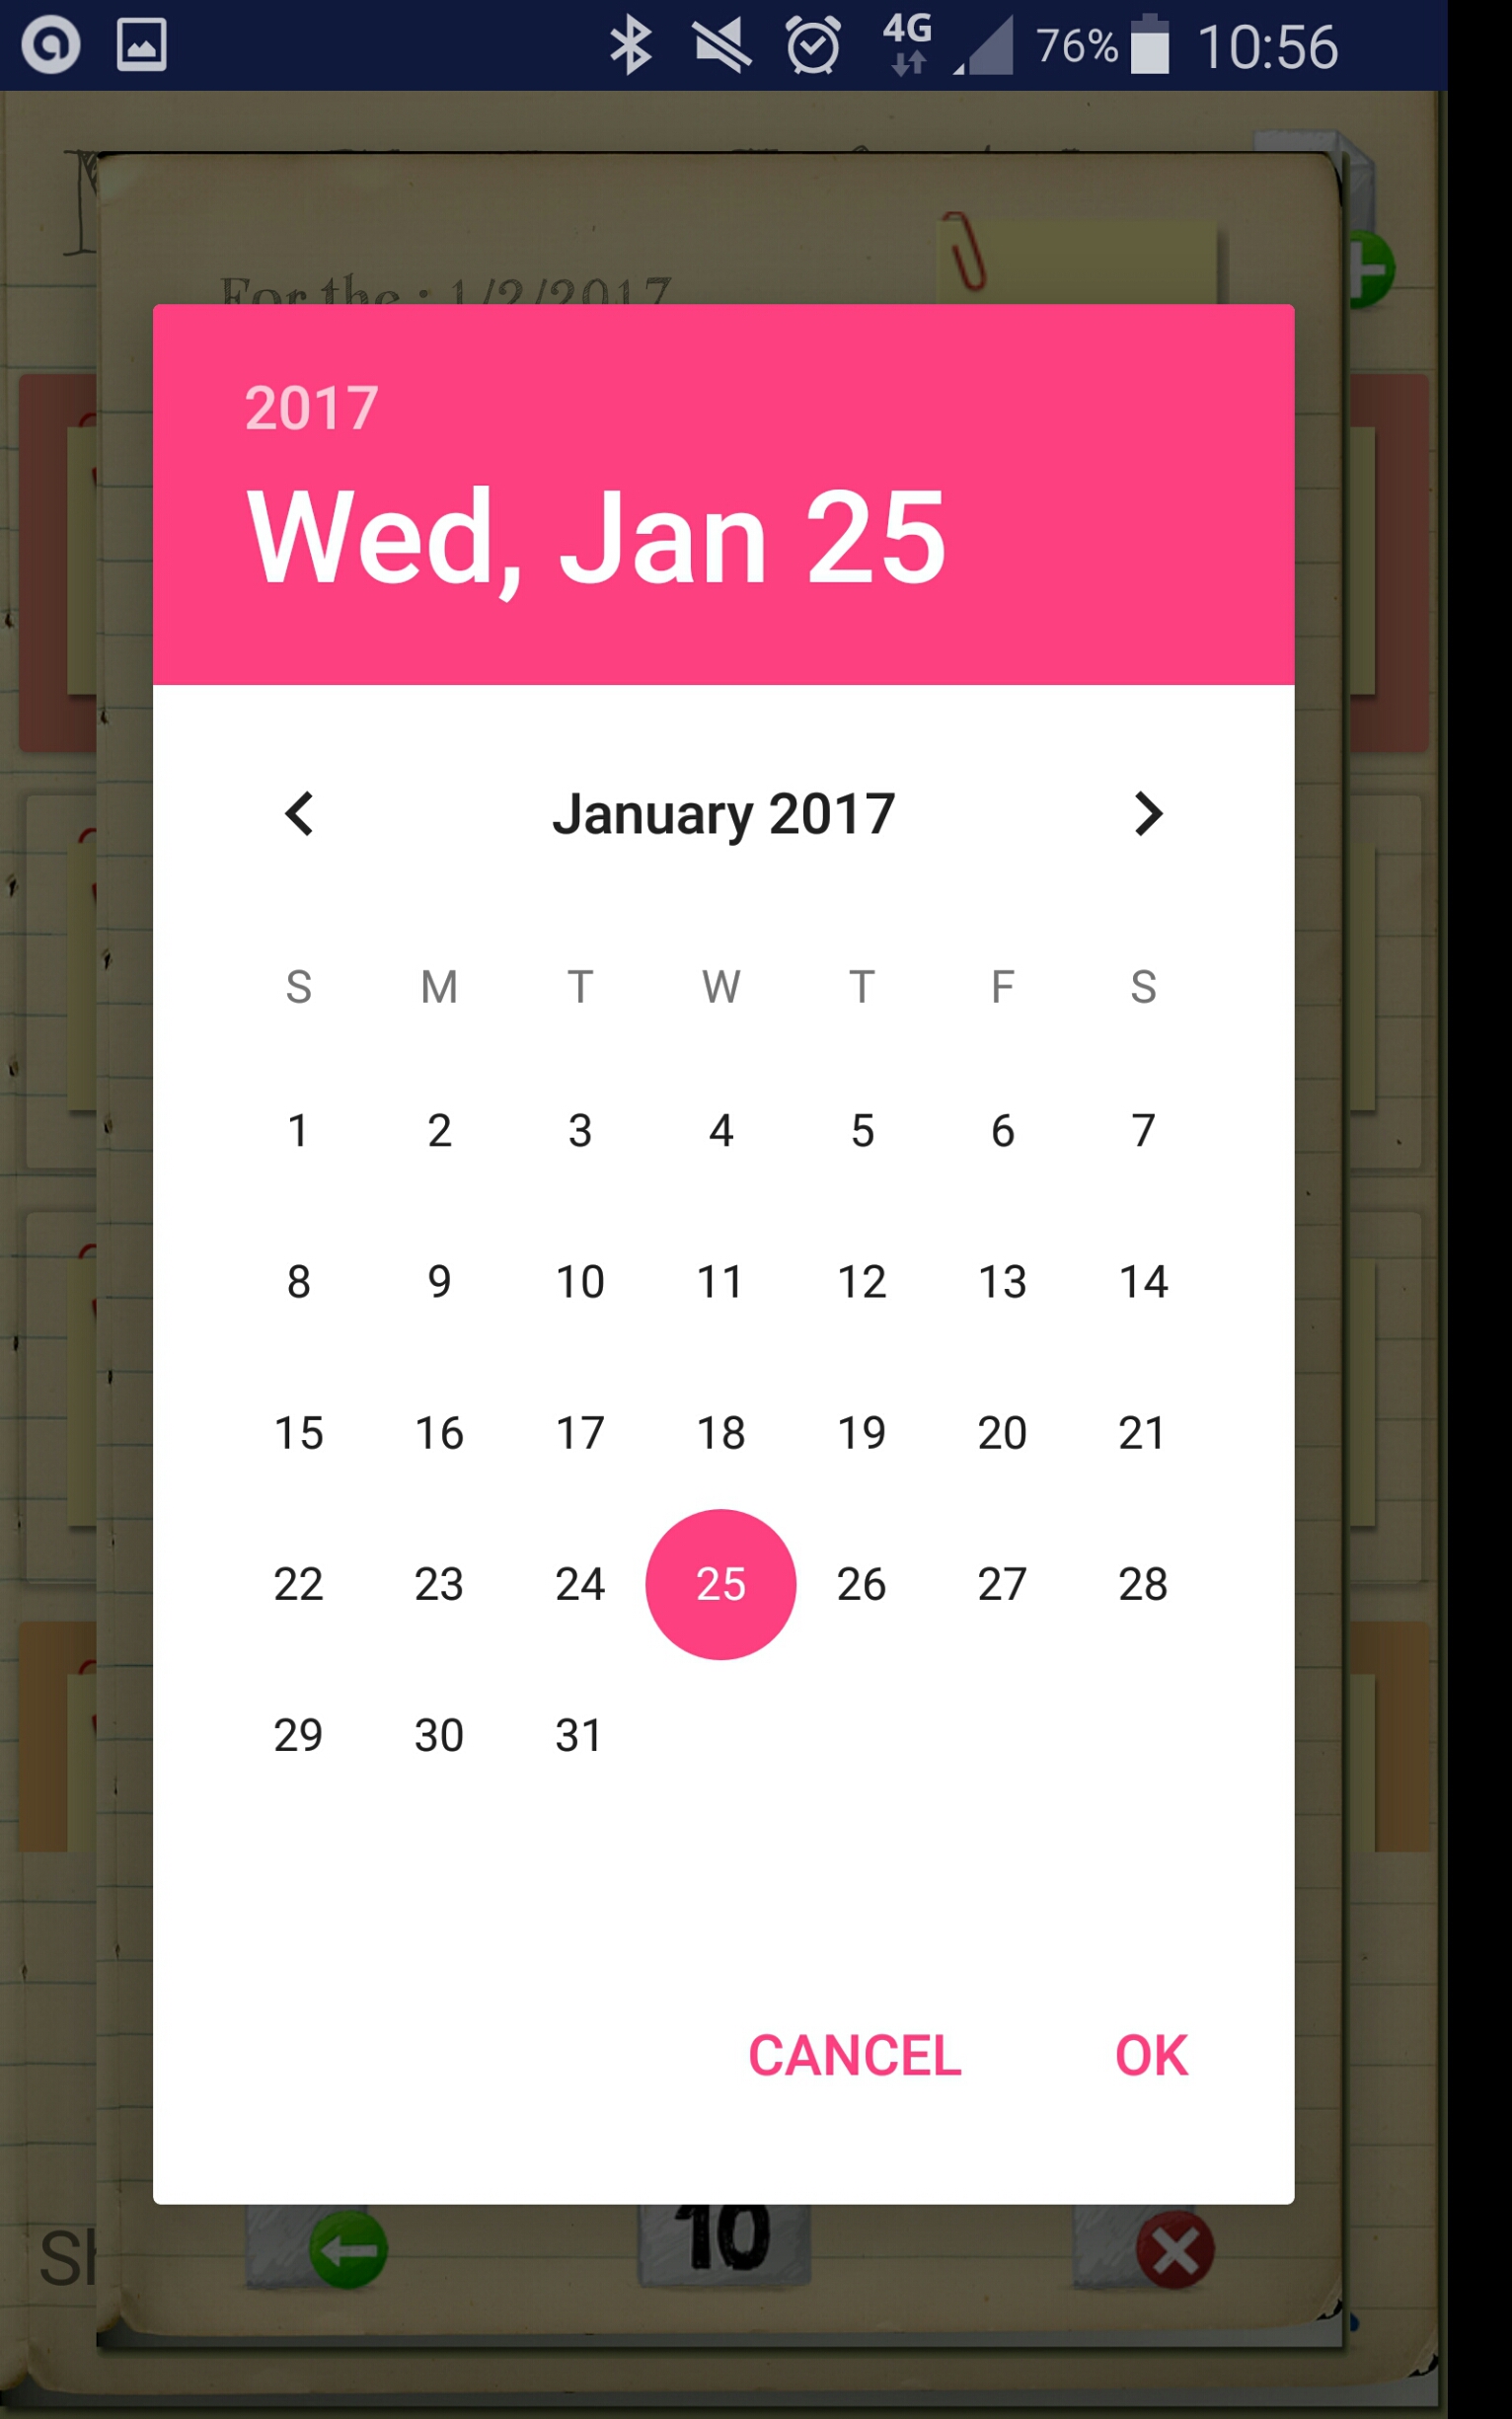 4G 76% 10:56
For the : 1/2/2017
2017
Wed, Jan 25
January 2017
S M T W T F S
1 2 3 4 5 6 7
8 9 10 11 12 13 14
15 16 17 18 19 20 21
22 23 24 25 26 27 28
29 30 31
CANCEL OK
10